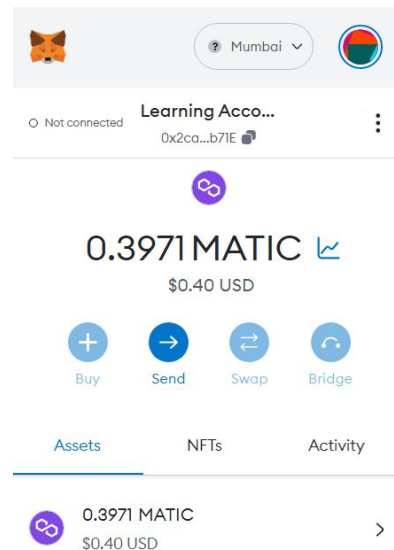 Mumbai
Not connected
Learning Acco...
0x2ca...b71E
0.3971 MATIC
$0.40 USD
Buy Send Swap Bridge
Assets NFTs Activity
0.3971 MATIC
$0.40 USD